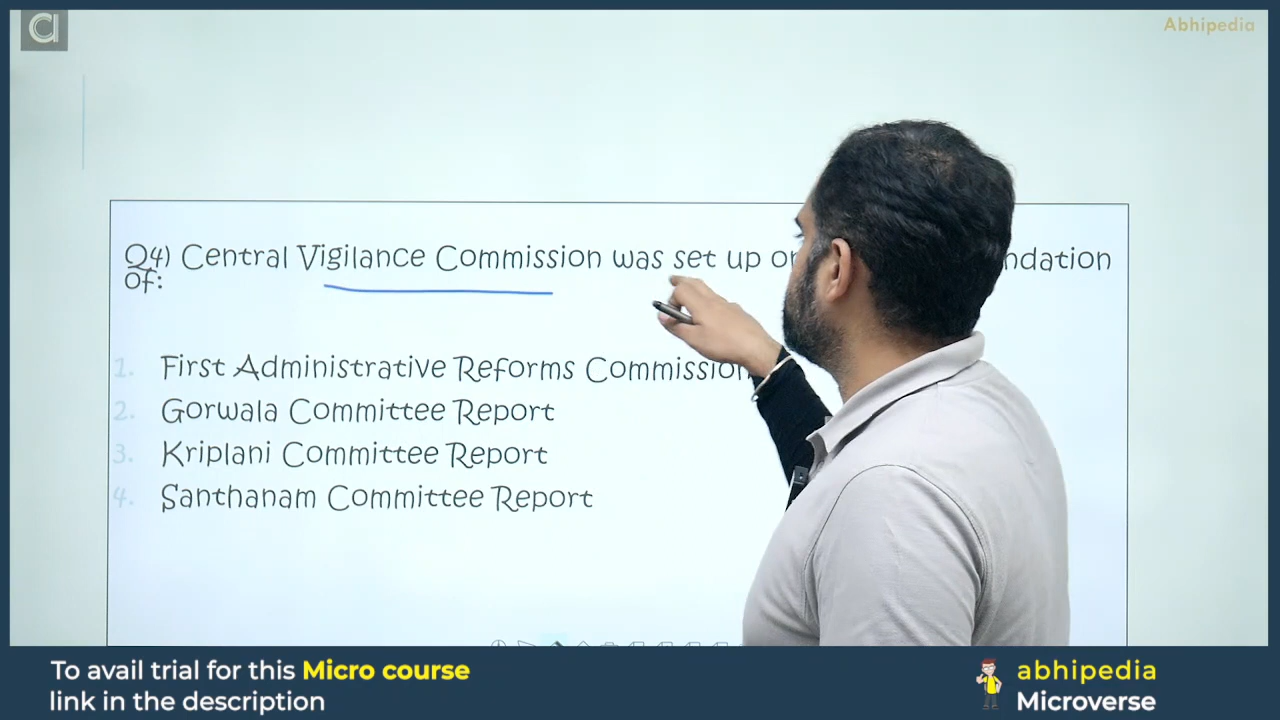 a
Abhipedia
Q4) Central Vigilance Commission was set up ndation
of:
1. First Administrative Reforms Commission
2. Gorwala Committee Report
3. Kriplani Committee Report
4. Santhanam Committee Report
To avail trial for this Micro course
link in the description
abhipedia
Microverse